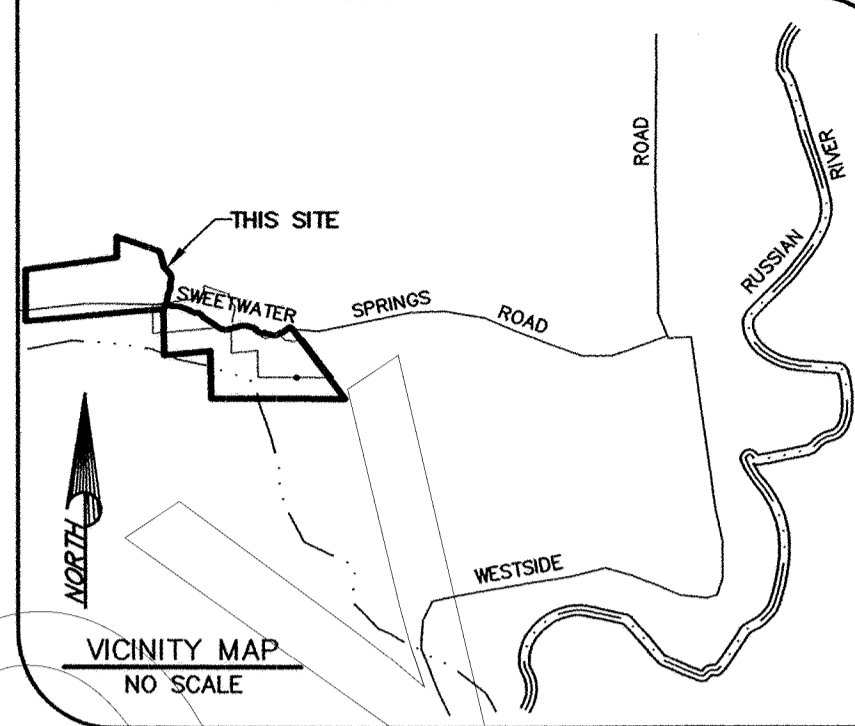 ROAD
RUSSIAN RIVER
THIS SITE
SWEETWATER SPRINGS ROAD
WESTSIDE
NORTH
VICINITY MAP
NO SCALE